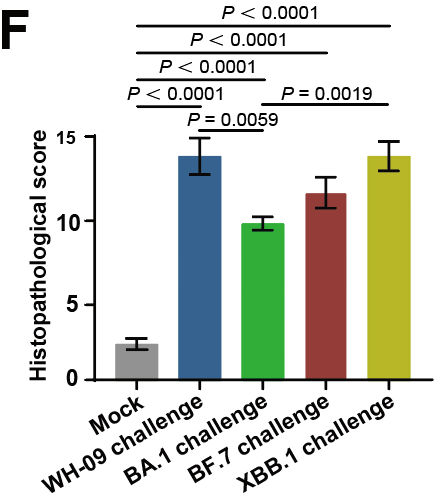 F
P < 0.0001
P < 0.0001
P < 0.0001
P < 0.0001
P = 0.0019
P = 0.0059
Histopathological score
15
10
5
0
Mock
WH-09 challenge
BA.1 challenge
BF.7 challenge
XBB.1 challenge